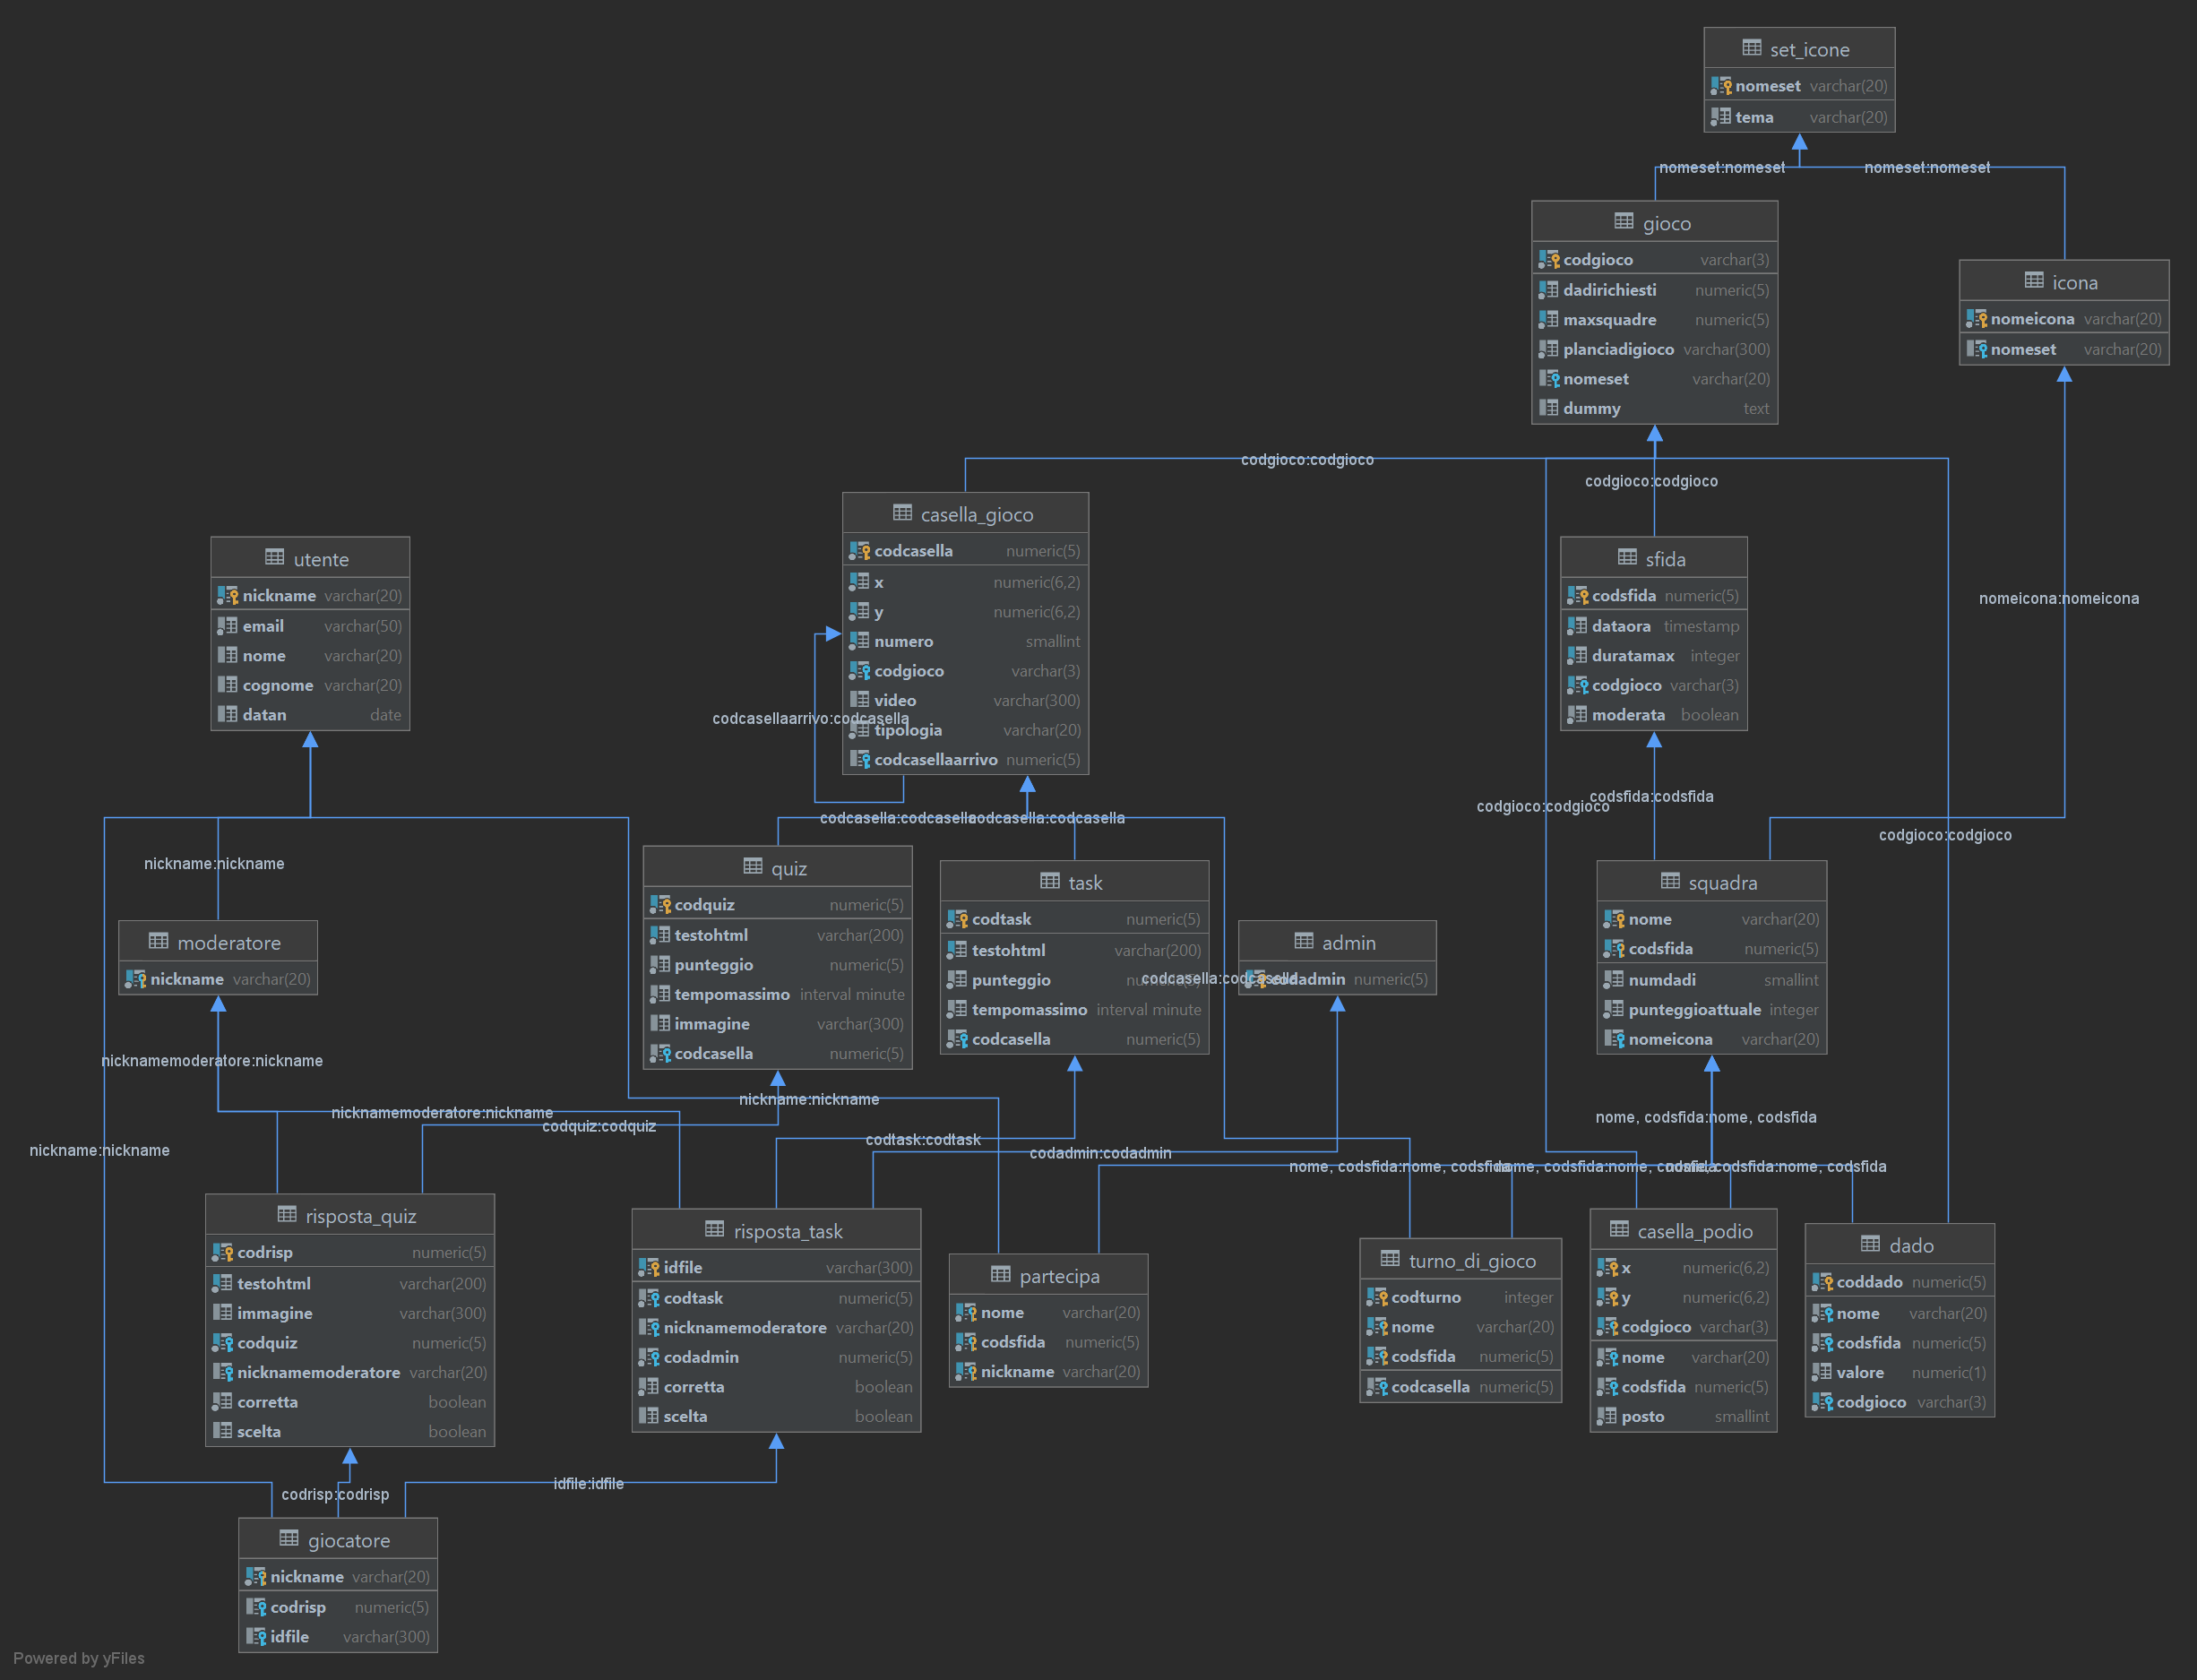 set_icone
nomeset varchar(20)
tema varchar(20)
nomeset:nomeset
nomeset:nomeset
gioco
codgioco varchar(3)
dadirichiesti numeric(5)
maxsquadre numeric(5)
planciadigioco varchar(300)
nomeset varchar(20)
dummy text
icona
nomeicona varchar(20)
nomeset varchar(20)
codgioco:codgioco
codgioco:codgioco
casella_gioco
codcasella numeric(5)
x numeric(6,2)
y numeric(6,2)
numero smallint
codgioco varchar(3)
video varchar(300)
tipologia varchar(20)
codcasellaarrivo numeric(5)
codcasellaarrivo:codcasella
utente
nickname varchar(20)
email varchar(50)
nome varchar(20)
cognome varchar(20)
datan date
sfida
codsfida numeric(5)
dataora timestamp
duratamax integer
codgioco varchar(3)
moderata boolean
nomeicona:nomeicona
codsfida:codsfida
codgioco:codgioco
codgioco:codgioco
codcasella:codcasella
codcasella:codcasella
nickname:nickname
quiz
codquiz numeric(5)
testohtml varchar(200)
punteggio numeric(5)
tempomassimo interval minute
immagine varchar(300)
codcasella numeric(5)
task
codtask numeric(5)
testohtml varchar(200)
punteggio numeric(5)
tempomassimo interval minute
codcasella numeric(5)
moderatore
nickname varchar(20)
admin
codadmin numeric(5)
codcasella:codcasella
squadra
nome varchar(20)
codsfida numeric(5)
numdadi smallint
punteggioattuale integer
nomeicona varchar(20)
nicknamemoderatore:nickname
nicknamemoderatore:nickname
nickname:nickname
codquiz:codquiz
codtask:codtask
codadmin:codadmin
nickname:nickname
nome, codsfida:nome, codsfida
nome, codsfida:nome, codsfida
nome, codsfida:nome, codsfida
nome, codsfida:nome, codsfida
risposta_quiz
codrisp numeric(5)
testohtml varchar(200)
immagine varchar(300)
codquiz numeric(5)
nicknamemoderatore varchar(20)
corretta boolean
scelta boolean
risposta_task
idfile varchar(300)
codtask numeric(5)
nicknamemoderatore varchar(20)
codadmin numeric(5)
corretta boolean
scelta boolean
partecipa
nome varchar(20)
codsfida numeric(5)
nickname varchar(20)
turno_di_gioco
codturno integer
nome varchar(20)
codsfida numeric(5)
codcasella numeric(5)
casella_podio
x numeric(6,2)
y numeric(6,2)
codgioco varchar(3)
nome varchar(20)
codsfida numeric(5)
posto smallint
dado
coddado numeric(5)
nome varchar(20)
codsfida numeric(5)
valore numeric(1)
codgioco varchar(3)
codrisp:codrisp
idfile:idfile
giocatore
nickname varchar(20)
codrisp numeric(5)
idfile varchar(300)
Powered by yFiles